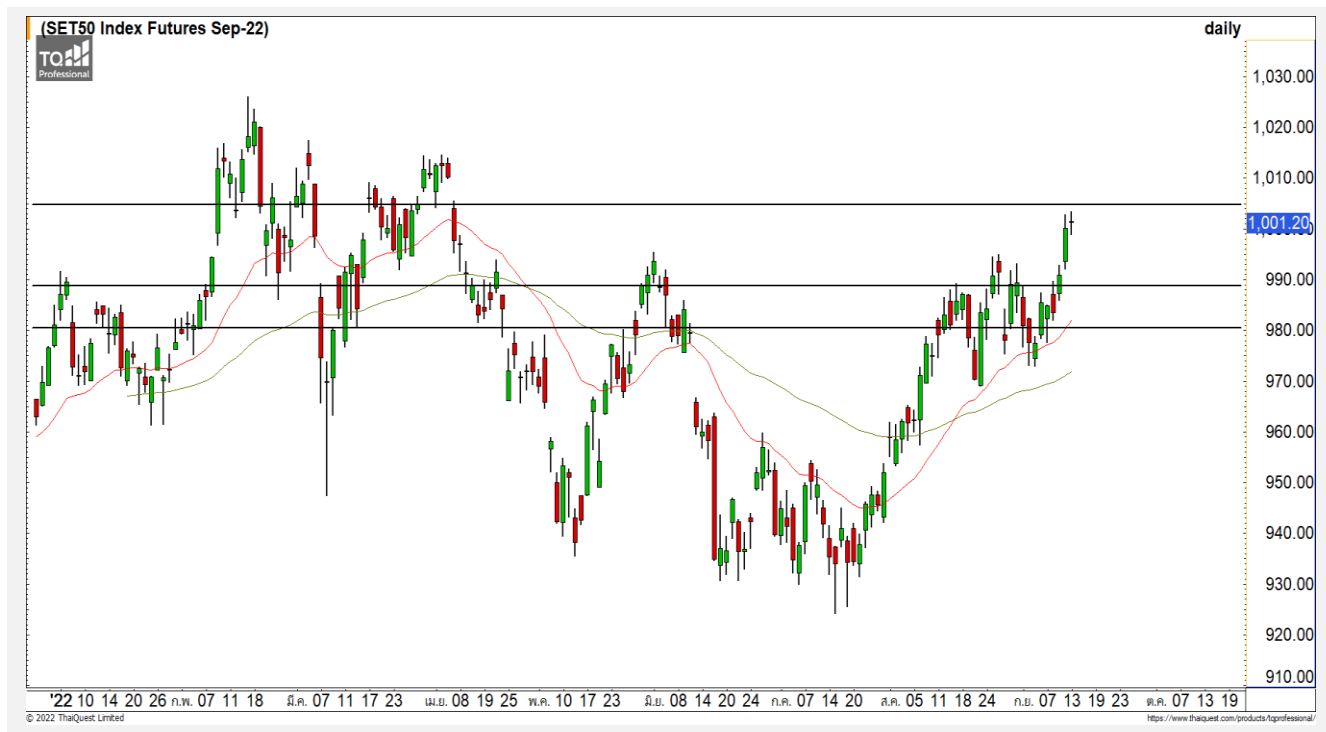 (SET50 Index Futures Sep-22) daily
TQ
Professional
1,030.00
1,020.00
1,010.00
1,001.20
990.00
980.00
970.00
960.00
950.00
940.00
930.00
920.00
910.00
'22 10 14 20 26 ก.พ. 07 11 18 มี.ค. 07 11 17 23 เม.ย. 08 19 25 พ.ค. 10 17 23 มิ.ย. 08 14 20 24 ก.ค. 07 14 20 ส.ค. 05 11 18 24 ก.ย. 07 13 19 23 ต.ค. 07 13 19
© 2022 ThaiQuest Limited https://www.thaiquest.com/products/tqprofessional/